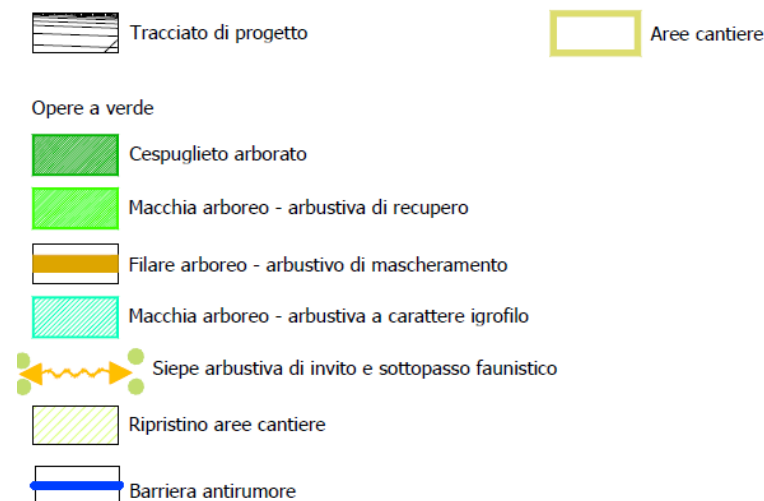 Tracciato di progetto
Aree cantiere
Opere a verde
Cespuglieto arborato
Macchia arboreo - arbustiva di recupero
Filare arboreo - arbustivo di mascheramento
Macchia arboreo - arbustiva a carattere igrofilo
Siepe arbustiva di invito e sottopasso faunistico
Ripristino aree cantiere
Barriera antirumore